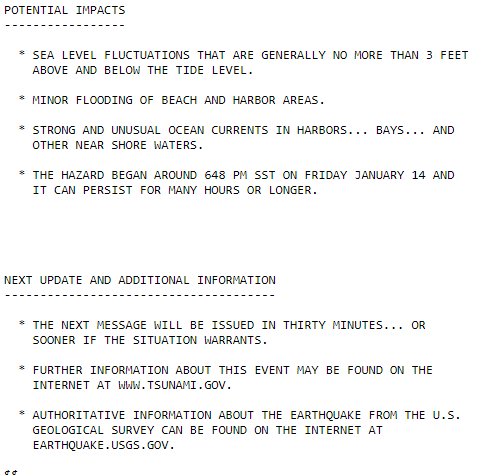 POTENTIAL IMPACTS
-----------------
* SEA LEVEL FLUCTUATIONS THAT ARE GENERALLY NO MORE THAN 3 FEET
ABOVE AND BELOW THE TIDE LEVEL.
* MINOR FLOODING OF BEACH AND HARBOR AREAS.
* STRONG AND UNUSUAL OCEAN CURRENTS IN HARBORS... BAYS... AND
OTHER NEAR SHORE WATERS.
* THE HAZARD BEGAN AROUND 648 PM SST ON FRIDAY JANUARY 14 AND
IT CAN PERSIST FOR MANY HOURS OR LONGER.
NEXT UPDATE AND ADDITIONAL INFORMATION
--------------------------------------
* THE NEXT MESSAGE WILL BE ISSUED IN THIRTY MINUTES... OR
SOONER IF THE SITUATION WARRANTS.
* FURTHER INFORMATION ABOUT THIS EVENT MAY BE FOUND ON THE
INTERNET AT WWW.TSUNAMI.GOV.
* AUTHORITATIVE INFORMATION ABOUT THE EARTHQUAKE FROM THE U.S.
GEOLOGICAL SURVEY CAN BE FOUND ON THE INTERNET AT
EARTHQUAKE.USGS.GOV.
$$